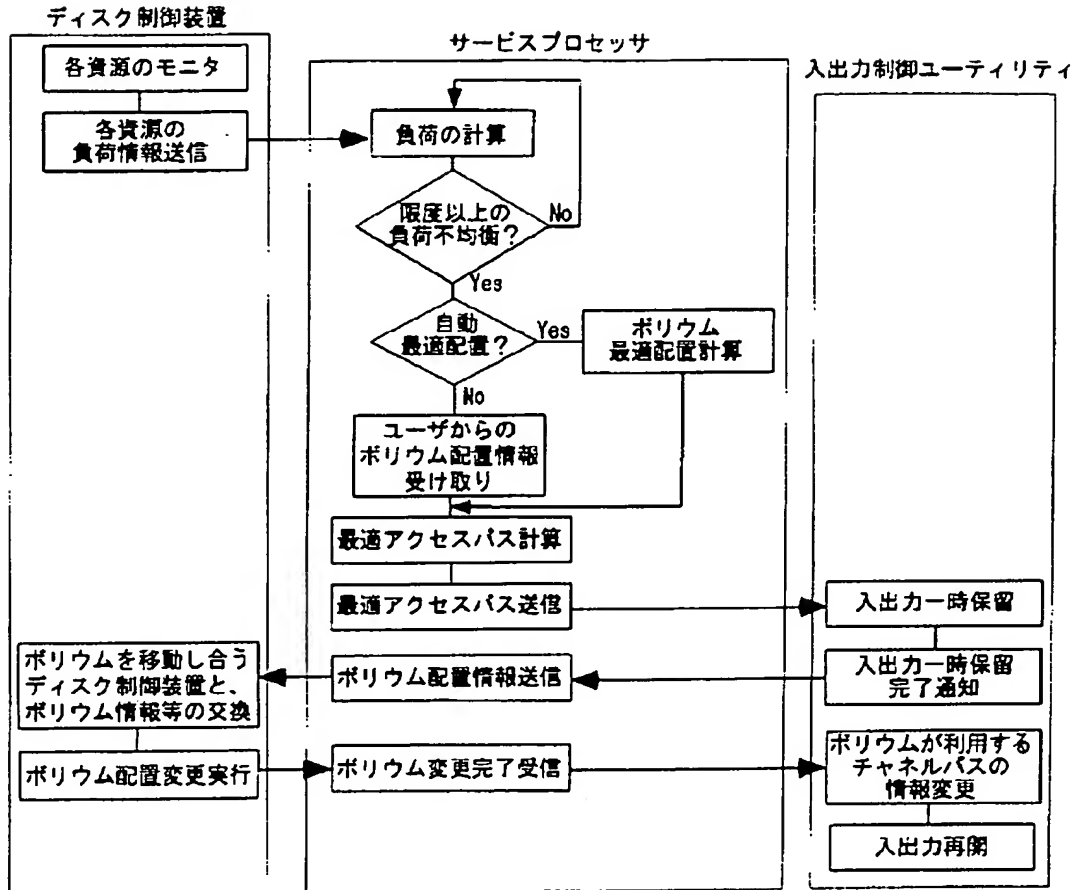 ディスク制御装置
サービスプロセッサ
入出力制御ユーティリティ
各資源のモニタ
各資源の
負荷情報送信
負荷の計算
限度以上の
負荷不均衡?
No
Yes
自動
最適配置?
Yes
No
ボリウム
最適配置計算
ユーザからの
ボリウム配置情報
受け取り
最適アクセスパス計算
最適アクセスパス送信
入出力一時保留
入出力一時保留
完了通知
ボリウム配置情報送信
ボリウムを移動し合う
ディスク制御装置と、
ボリウム情報等の交換
ボリウム配置変更実行
ボリウム変更完了受信
ボリウムが利用する
チャネルパスの
情報変更
入出力再開